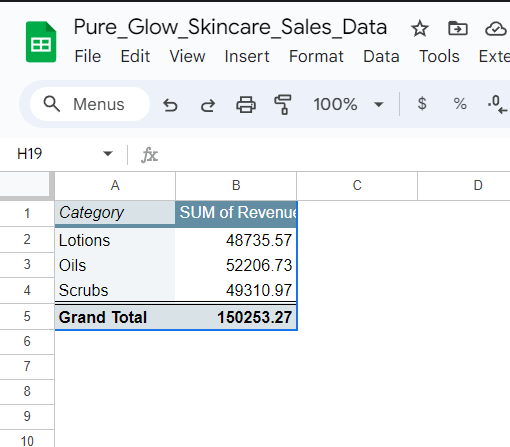 Pure_Glow_Skincare_Sales_Data
File Edit View Insert Format Data Tools Exte
Menus 100% $ % .0
H19 fx
A B C D
1 Category SUM of Revenue
2 Lotions 48735.57
3 Oils 52206.73
4 Scrubs 49310.97
5 Grand Total 150253.27
6
7
8
9
10